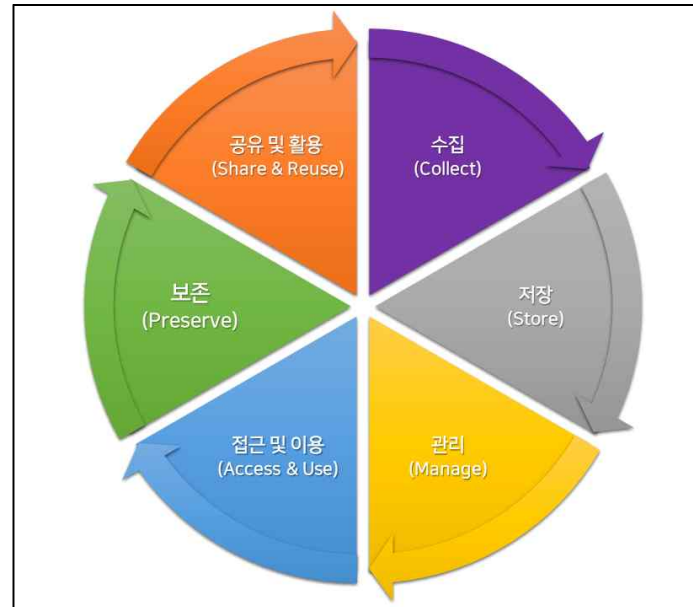 공유 및 활용
(Share & Reuse)
수집
(Collect)
보존
(Preserve)
저장
(Store)
접근 및 이용
(Access & Use)
관리
(Manage)